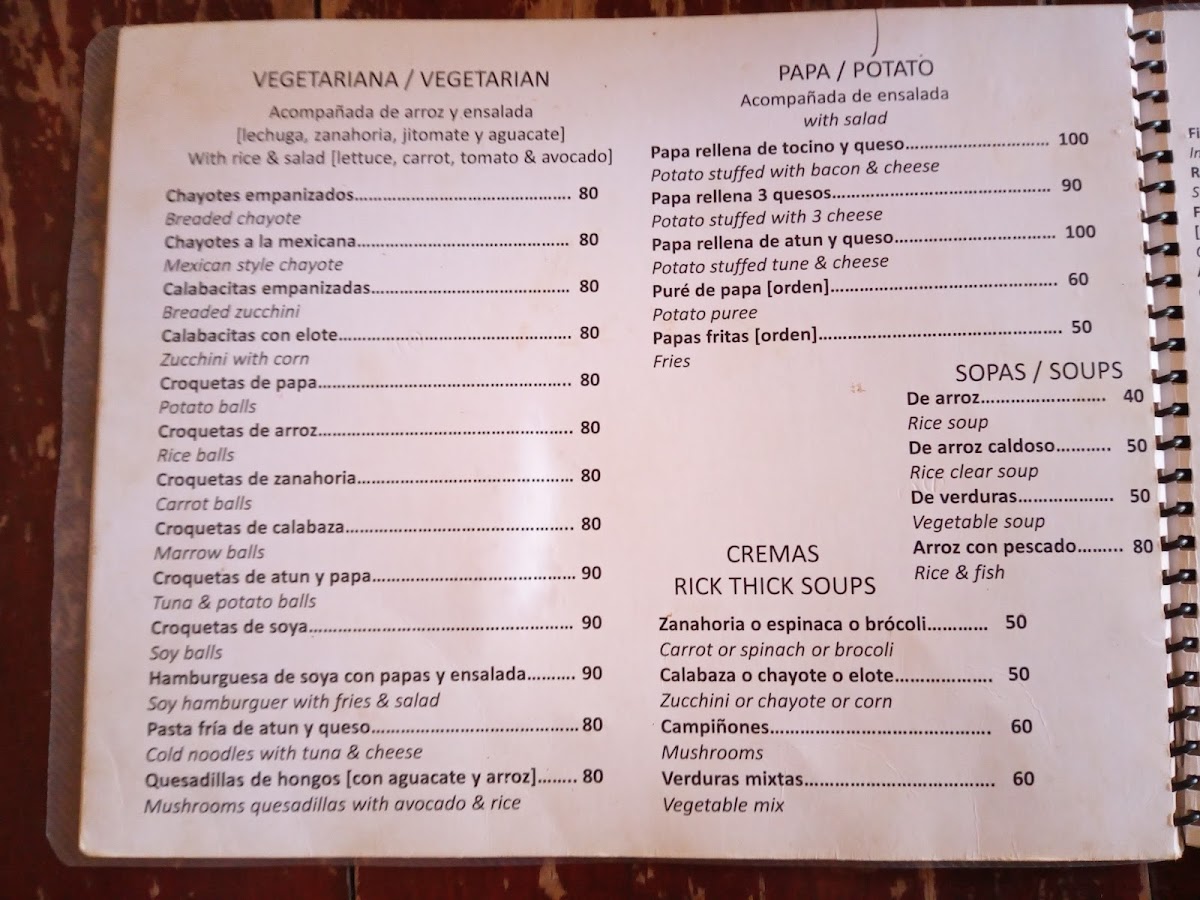 VEGETARIANA / VEGETARIAN
Acompañada de arroz y ensalada
[lechuga, zanahoria, jitomate y aguacate]
With rice & salad [lettuce, carrot, tomato & avocado]
Chayotes empanizados.......................................... 80
Breaded chayote
Chayotes a la mexicana......................................... 80
Mexican style chayote
Calabacitas empanizadas...................................... 80
Breaded zucchini
Calabacitas con elote............................................. 80
Zucchini with corn
Croquetas de papa................................................. 80
Potato balls
Croquetas de arroz................................................. 80
Rice balls
Croquetas de zanahoria.......................................... 80
Carrot balls
Croquetas de calabaza............................................ 80
Marrow balls
Croquetas de atun y papa....................................... 90
Tuna & potato balls
Croquetas de soya................................................... 90
Soy balls
Hamburguesa de soya con papas y ensalada.......... 90
Soy hamburguer with fries & salad
Pasta fría de atun y queso........................................ 80
Cold noodles with tuna & cheese
Quesadillas de hongos [con aguacate y arroz]........ 80
Mushrooms quesadillas with avocado & rice
PAPA / POTATO
Acompañada de ensalada
with salad
Papa rellena de tocino y queso............................ 100
Potato stuffed with bacon & cheese
Papa rellena 3 quesos.......................................... 90
Potato stuffed with 3 cheese
Papa rellena de atun y queso............................... 100
Potato stuffed tune & cheese
Puré de papa [orden]............................................ 60
Potato puree
Papas fritas [orden]............................................... 50
Fries
SOPAS / SOUPS
De arroz........................ 40
Rice soup
De arroz caldoso........... 50
Rice clear soup
De verduras................... 50
Vegetable soup
Arroz con pescado......... 80
Rice & fish
CREMAS
RICK THICK SOUPS
Zanahoria o espinaca o brócoli............ 50
Carrot or spinach or brocoli
Calabaza o chayote o elote................... 50
Zucchini or chayote or corn
Campiñones........................................... 60
Mushrooms
Verduras mixtas..................................... 60
Vegetable mix